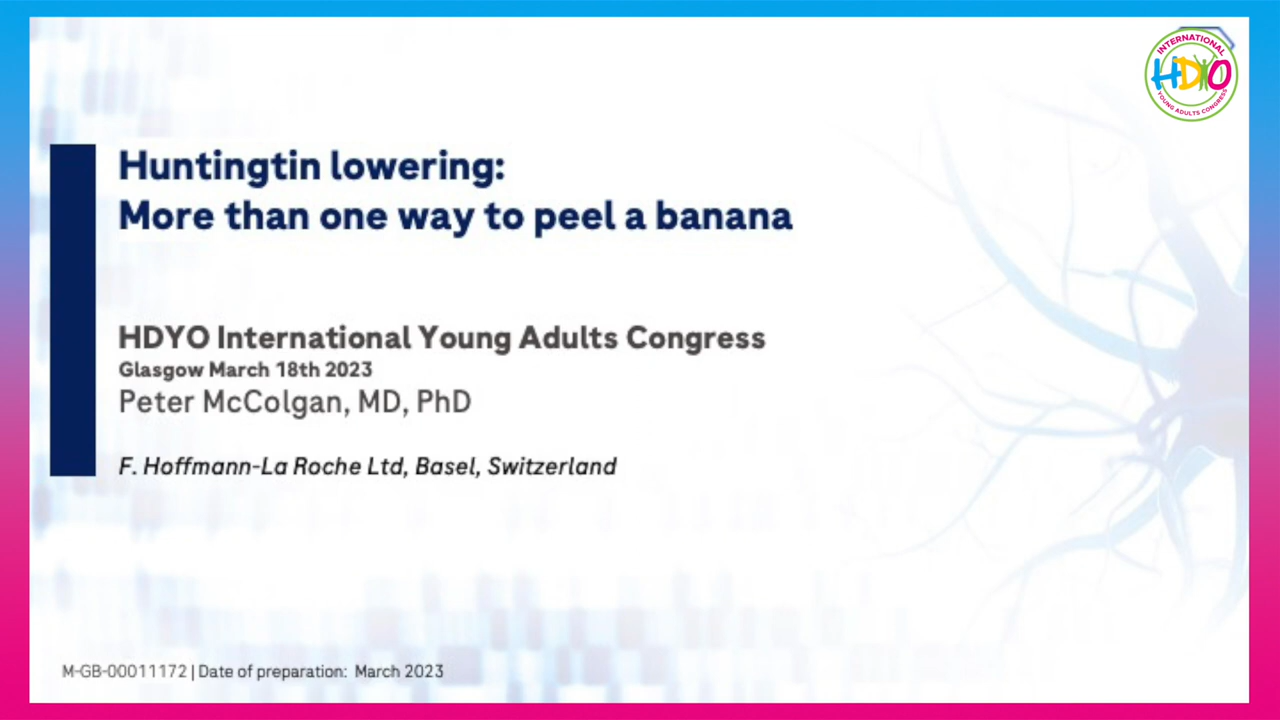 INTERNATIONAL
HDYO
YOUNG ADULTS CONGRESS
Huntingtin lowering:
More than one way to peel a banana
HDYO International Young Adults Congress
Glasgow March 18th 2023
Peter McColgan, MD, PhD
F. Hoffmann-La Roche Ltd, Basel, Switzerland
M-GB-00011172 | Date of preparation: March 2023